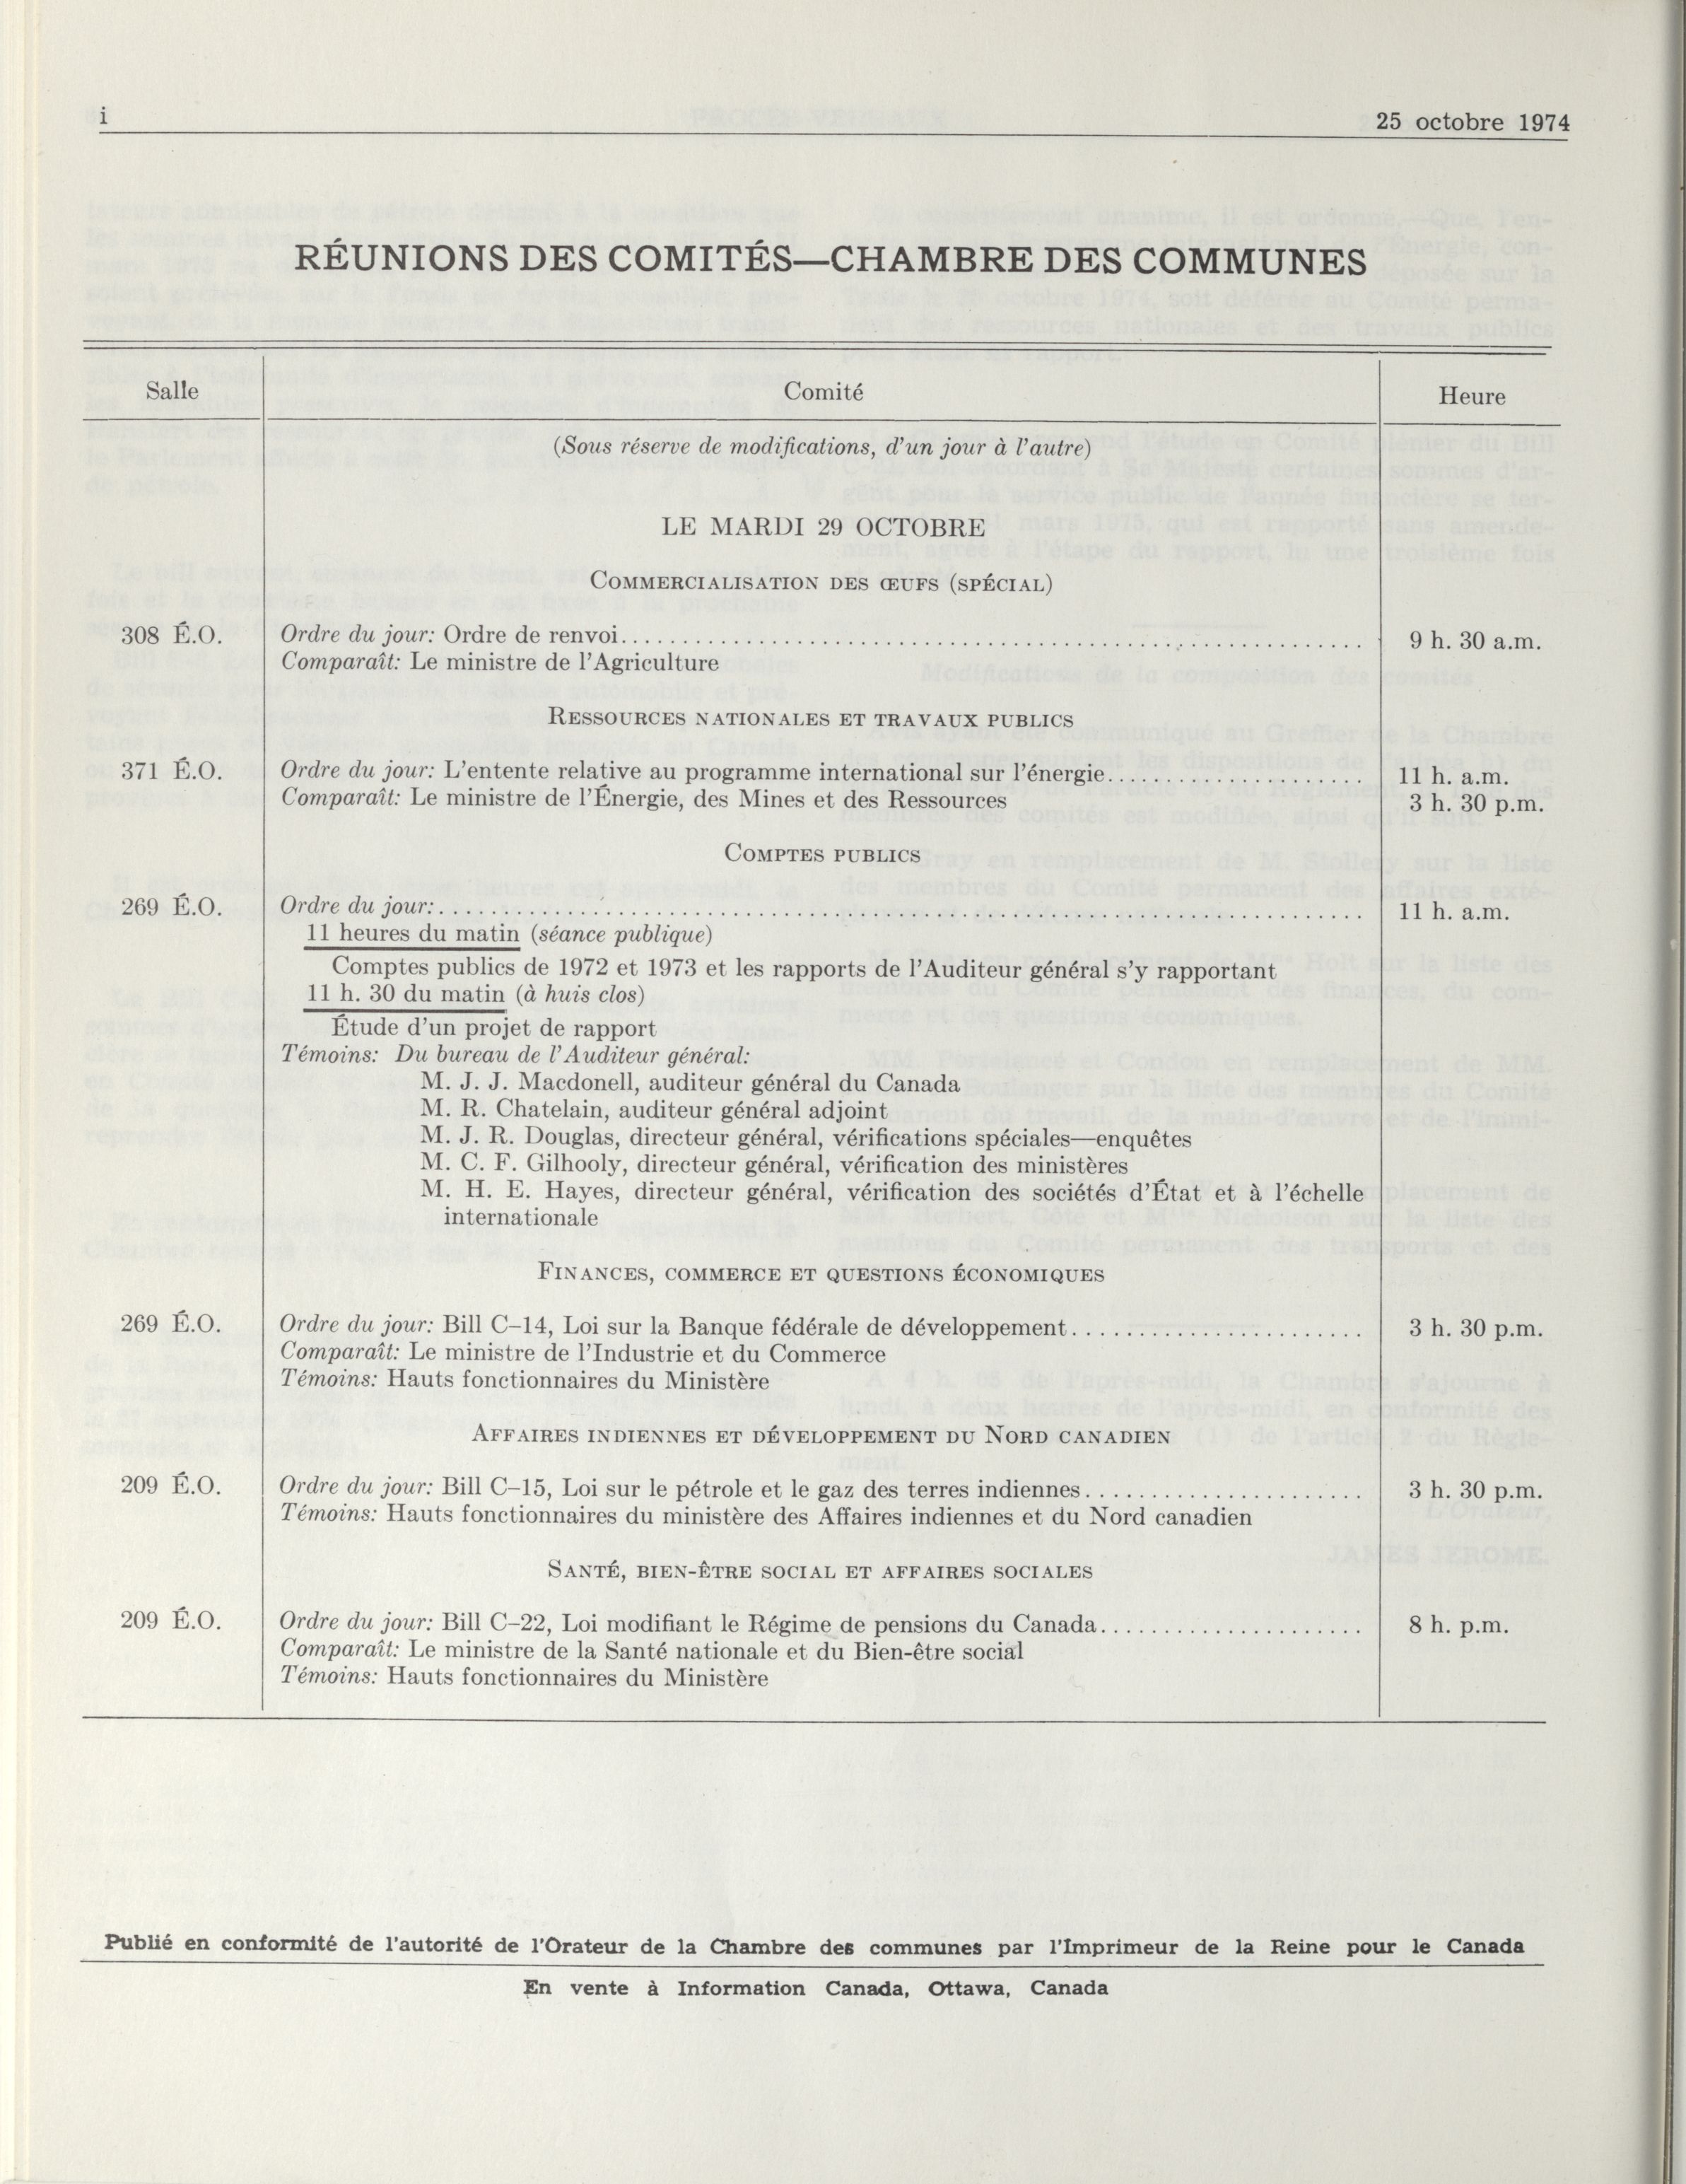 i
25 octobre 1974
RÉUNIONS DES COMITÉS—CHAMBRE DES COMMUNES
Salle
Comité
Heure
(Sous réserve de modifications, d'un jour à l'autre)
LE MARDI 29 OCTOBRE
COMMERCIALISATION DES ŒUFS (SPÉCIAL)
308 É.O. Ordre du jour: Ordre de renvoi........................................ 9 h. 30 a.m.
Comparaît: Le ministre de l'Agriculture
RESSOURCES NATIONALES ET TRAVAUX PUBLICS
371 É.O. Ordre du jour: L'entente relative au programme international sur l'énergie..................... 11 h. a.m.
Comparaît: Le ministre de l'Énergie, des Mines et des Ressources 3 h. 30 p.m.
COMPTES PUBLICS
269 É.O. Ordre du jour:........................................ 11 h. a.m.
11 heures du matin (séance publique)
Comptes publics de 1972 et 1973 et les rapports de l'Auditeur général s'y rapportant
11 h. 30 du matin (à huis clos)
Étude d'un projet de rapport
Témoins: Du bureau de l'Auditeur général:
M. J. J. Macdonell, auditeur général du Canada
M. R. Chatelain, auditeur général adjoint
M. J. R. Douglas, directeur général, vérifications spéciales—enquêtes
M. C. F. Gilhooly, directeur général, vérification des ministères
M. H. E. Hayes, directeur général, vérification des sociétés d'État et à l'échelle
internationale
FINANCES, COMMERCE ET QUESTIONS ÉCONOMIQUES
269 É.O. Ordre du jour: Bill C–14, Loi sur la Banque fédérale de développement........................ 3 h. 30 p.m.
Comparaît: Le ministre de l'Industrie et du Commerce
Témoins: Hauts fonctionnaires du Ministère
AFFAIRES INDIENNES ET DÉVELOPPEMENT DU NORD CANADIEN
209 É.O. Ordre du jour: Bill C–15, Loi sur le pétrole et le gaz des terres indiennes....................... 3 h. 30 p.m.
Témoins: Hauts fonctionnaires du ministère des Affaires indiennes et du Nord canadien
SANTÉ, BIEN-ÊTRE SOCIAL ET AFFAIRES SOCIALES
209 É.O. Ordre du jour: Bill C–22, Loi modifiant le Régime de pensions du Canada...................... 8 h. p.m.
Comparaît: Le ministre de la Santé nationale et du Bien-être social
Témoins: Hauts fonctionnaires du Ministère
Publié en conformité de l'autorité de l'Orateur de la Chambre des communes par l'Imprimeur de la Reine pour le Canada
En vente à Information Canada, Ottawa, Canada